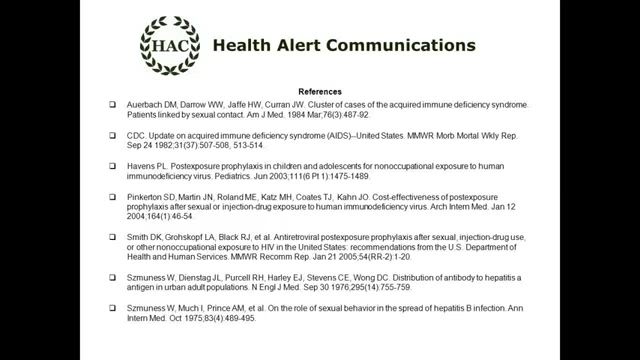 HAC
Health Alert Communications
References
Auerbach DM, Darrow WW, Jaffe HW, Curran JW. Cluster of cases of the acquired immune deficiency syndrome.
Patients linked by sexual contact. Am J Med. 1984 Mar;76(3):487-92.
CDC. Update on acquired immune deficiency syndrome (AIDS)--United States. MMWR Morb Mortal Wkly Rep.
Sep 24 1982;31(37):507-508, 513-514.
Havens PL. Postexposure prophylaxis in children and adolescents for nonoccupational exposure to human
immunodeficiency virus. Pediatrics. Jun 2003;111(6 Pt 1):1475-1489.
Pinkerton SD, Martin JN, Roland ME, Katz MH, Coates TJ, Kahn JO. Cost-effectiveness of postexposure
prophylaxis after sexual or injection-drug exposure to human immunodeficiency virus. Arch Intern Med. Jan 12
2004;164(1):46-54.
Smith DK, Grohskopf LA, Black RJ, et al. Antiretroviral postexposure prophylaxis after sexual, injection-drug use,
or other nonoccupational exposure to HIV in the United States: recommendations from the U.S. Department of
Health and Human Services. MMWR Recomm Rep. Jan 21 2005;54(RR-2):1-20.
Szmuness W, Dienstag JL, Purcell RH, Harley EJ, Stevens CE, Wong DC. Distribution of antibody to hepatitis a
antigen in urban adult populations. N Engl J Med. Sep 30 1976;295(14):755-759.
Szmuness W, Much I, Prince AM, et al. On the role of sexual behavior in the spread of hepatitis B infection. Ann
Intern Med. Oct 1975;83(4):489-495.